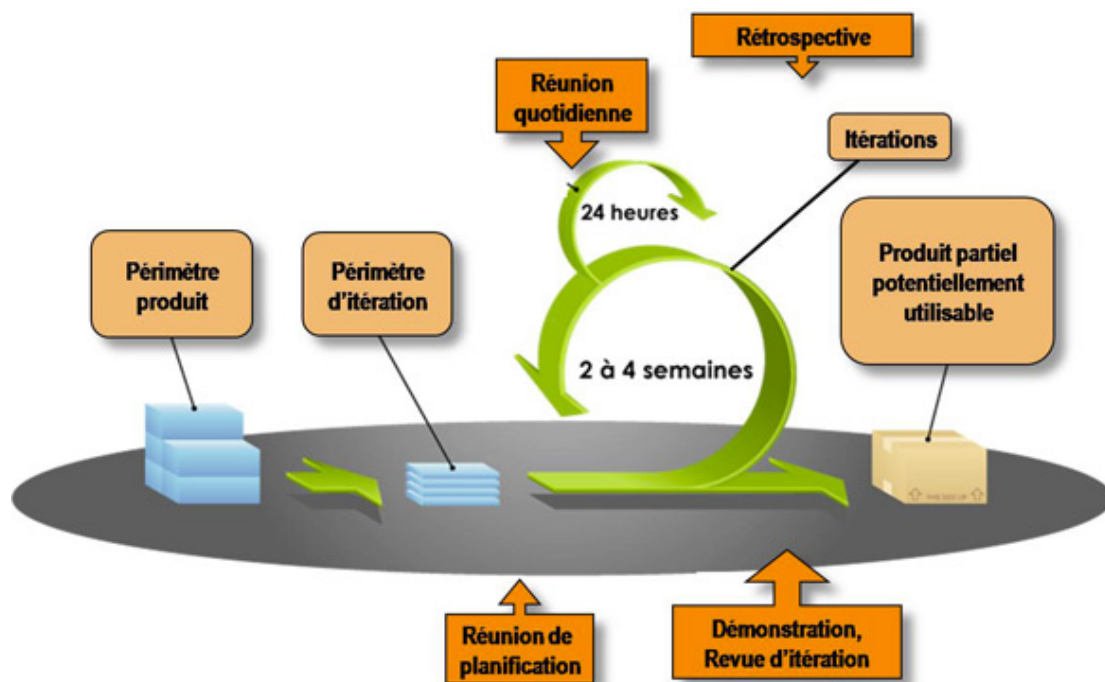 Rétrospective
Réunion
quotidienne
Itérations
24 heures
Périmètre
produit
Périmètre
d'itération
Produit partiel
potentiellement
utilisable
2 à 4 semaines
Réunion de
planification
Démonstration,
Revue d'itération